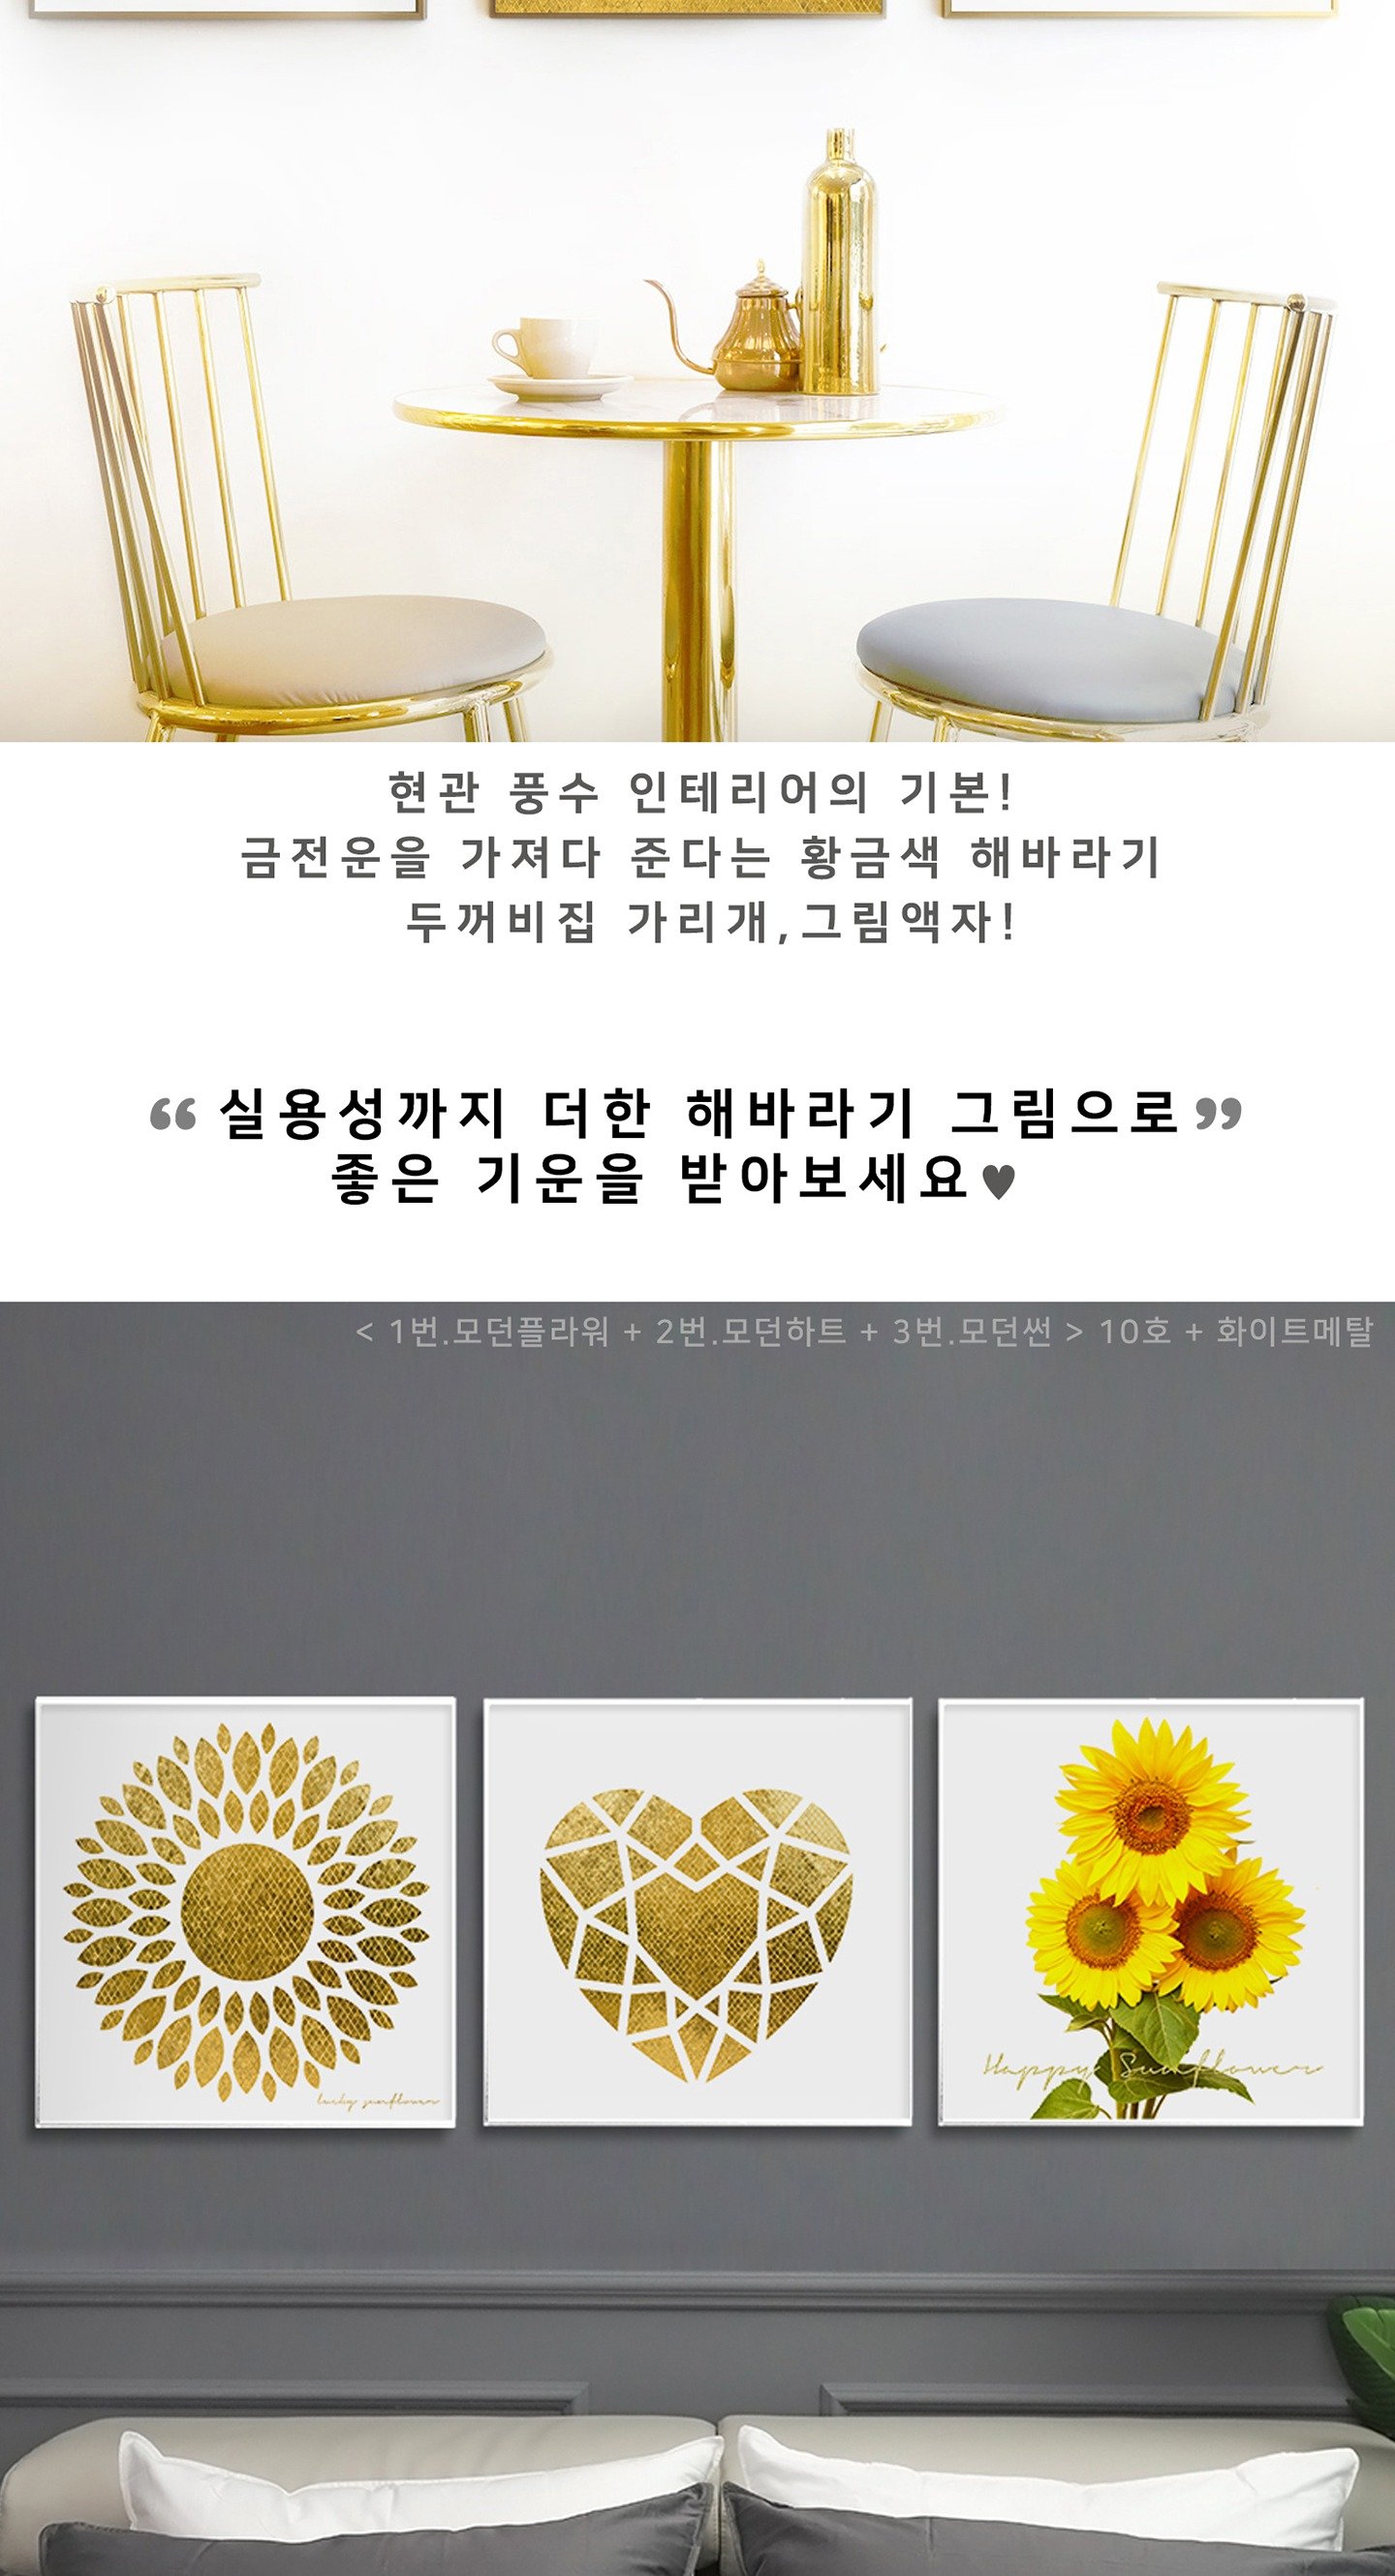 현관 풍수 인테리어의 기본!
금전운을 가져다 준다는 황금색 해바라기
두꺼비집 가리개,그림액자!
“ 실용성까지 더한 해바라기 그림으로 ”
좋은 기운을 받아보세요♥
< 1번.모던플라워 + 2번.모던하트 + 3번.모던썬 > 10호 + 화이트메탈
lucky sunflower
Happy Sunflower